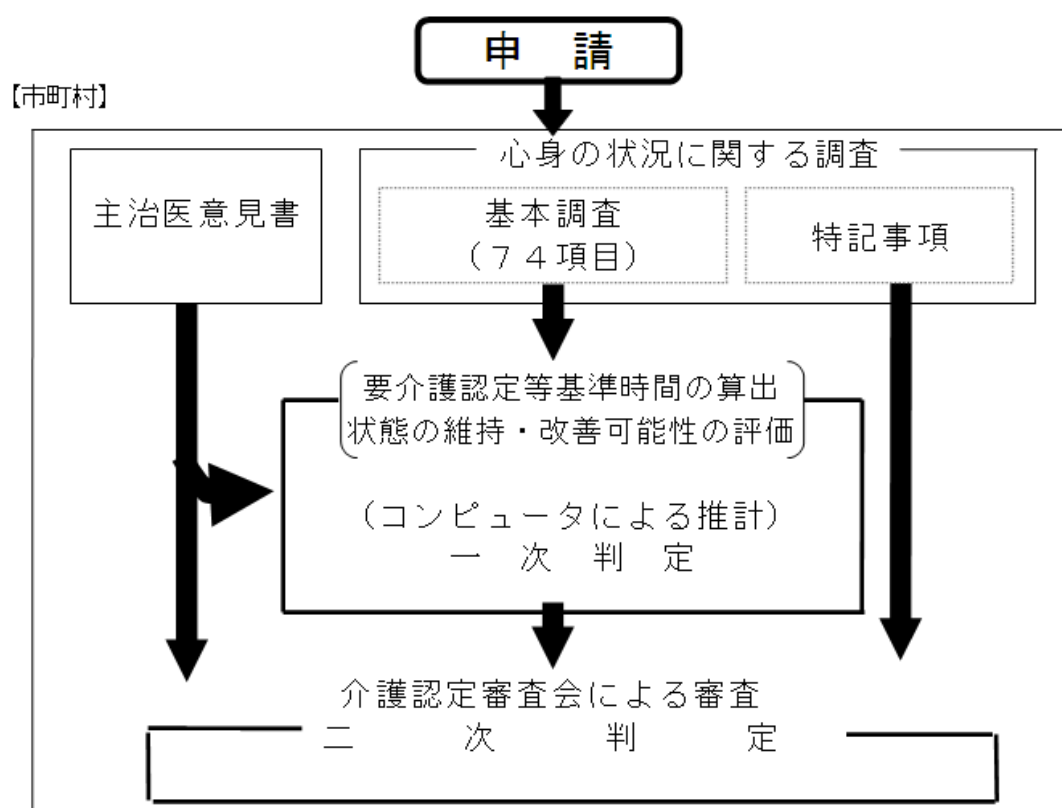 申　請
【市町村】
心身の状況に関する調査
主治医意見書
基本調査
（７４項目）
特記事項
要介護認定等基準時間の算出
状態の維持・改善可能性の評価
（コンピュータによる推計）
一　次　判　定
介護認定審査会による審査
二　次　判　定